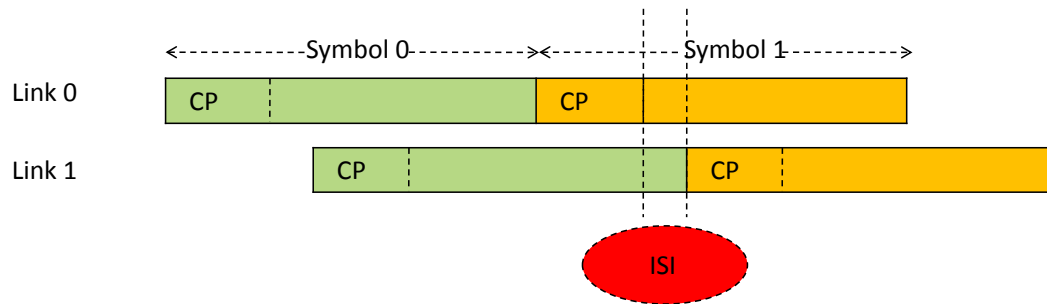 Symbol 0 Symbol 1
Link 0 CP CP
Link 1 CP CP
ISI